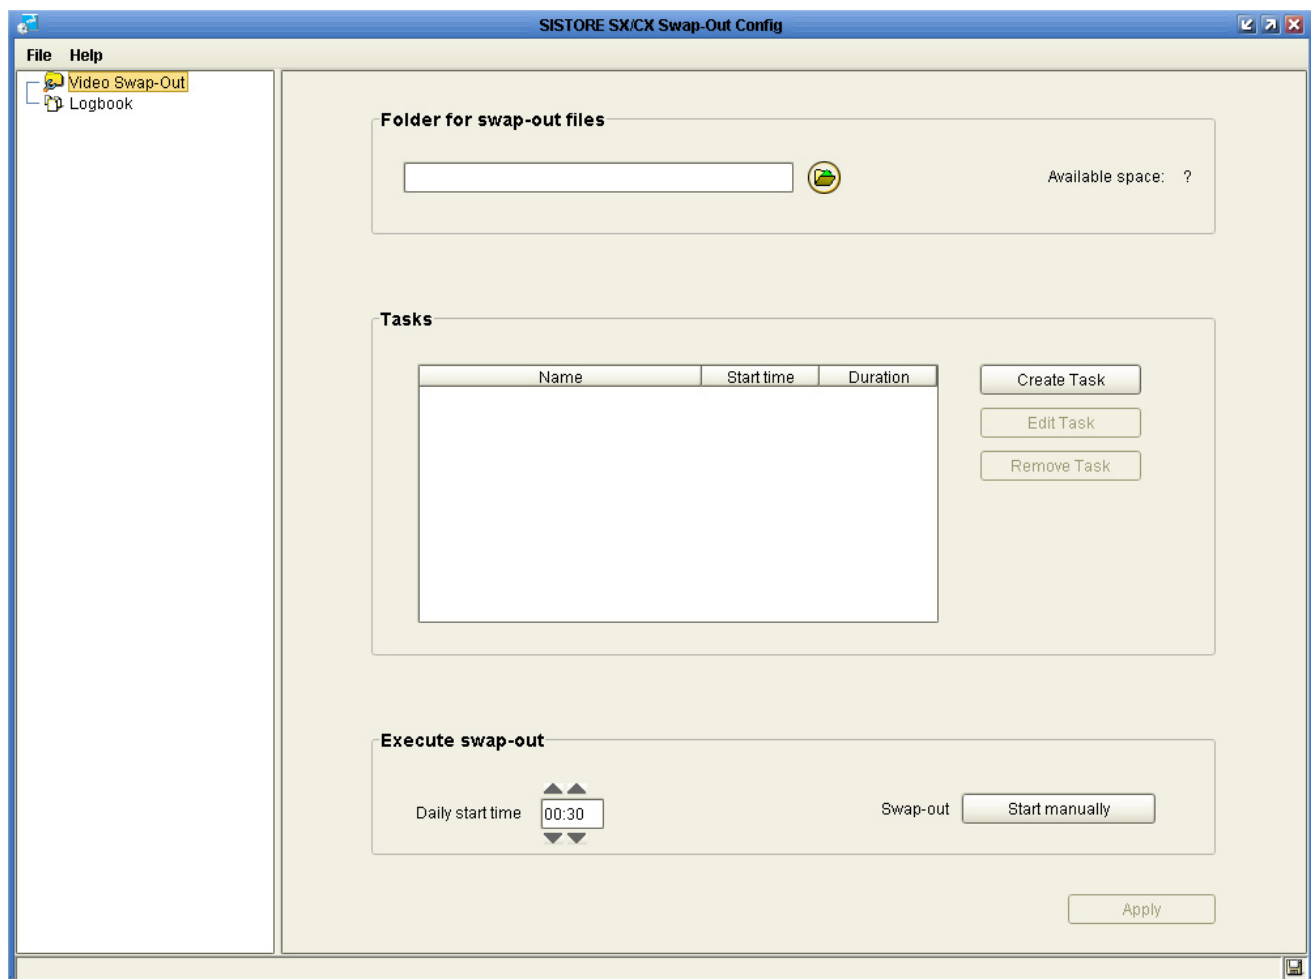 SISTORE SX/CX Swap-Out Config
File Help
Video Swap-Out
Logbook
Folder for swap-out files
Available space: ?
Tasks
Name Start time Duration
Create Task
Edit Task
Remove Task
Execute swap-out
Daily start time 00:30 Swap-out Start manually
Apply